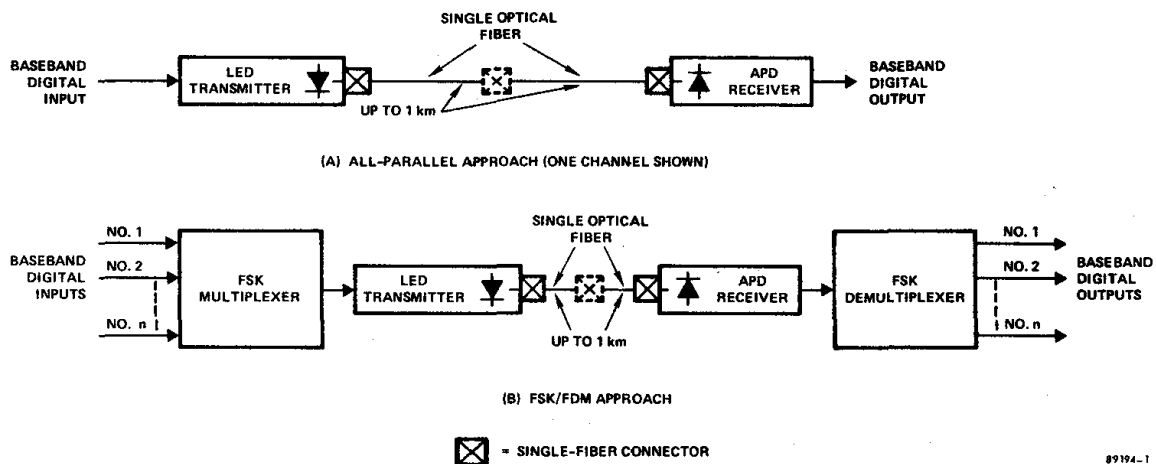 SINGLE OPTICAL
FIBER
BASEBAND
DIGITAL
INPUT
LED
TRANSMITTER
UP TO 1 km
APD
RECEIVER
BASEBAND
DIGITAL
OUTPUT
(A) ALL-PARALLEL APPROACH (ONE CHANNEL SHOWN)
BASEBAND
DIGITAL
INPUTS
NO. 1
NO. 2
NO. n
FSK
MULTIPLEXER
LED
TRANSMITTER
SINGLE OPTICAL
FIBER
UP TO 1 km
APD
RECEIVER
FSK
DEMULTIPLEXER
NO. 1
NO. 2
NO. n
BASEBAND
DIGITAL
OUTPUTS
(B) FSK/FDM APPROACH
= SINGLE-FIBER CONNECTOR
89194-1